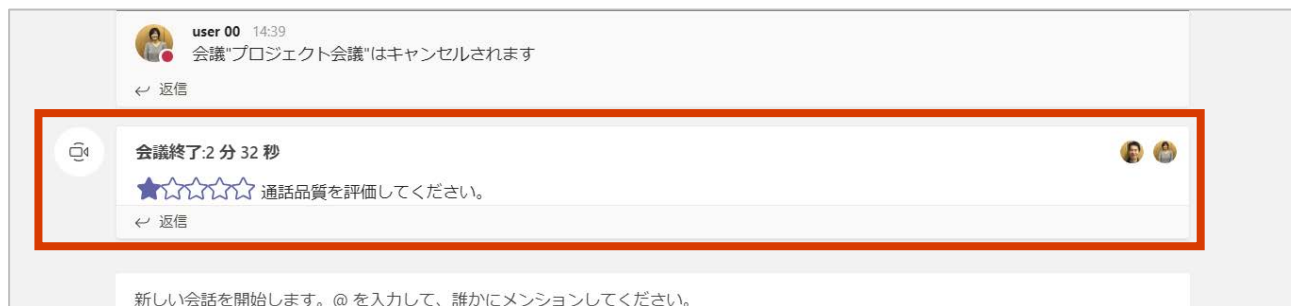 user 00 14:39
会議"プロジェクト会議"はキャンセルされます
返信
会議終了:2 分 32 秒
通話品質を評価してください。
返信
新しい会話を開始します。@ を入力して、誰かにメンションしてください。